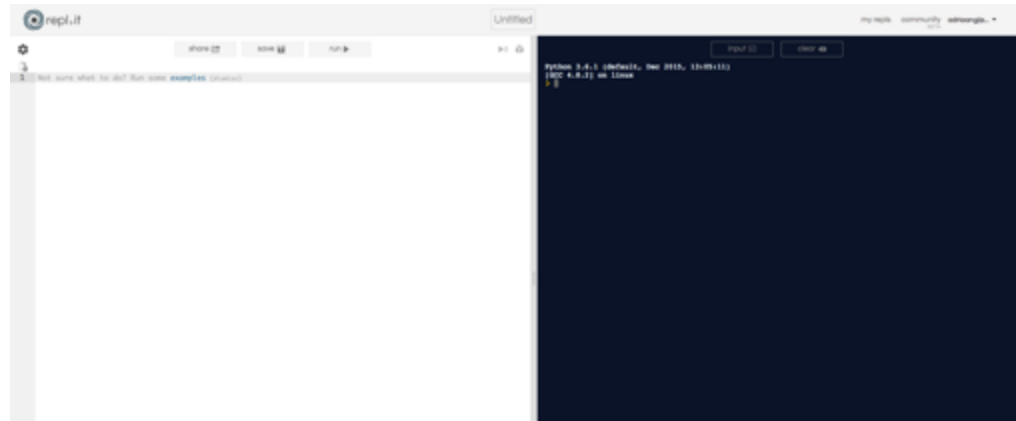 repl.it
Untitled
my repls community
share save run
input clear
1 Not sure what to do? Run some examples
Python 3.6.1 (default, Dec 2015, 13:05:11)
[GCC 4.8.2] on linux
>